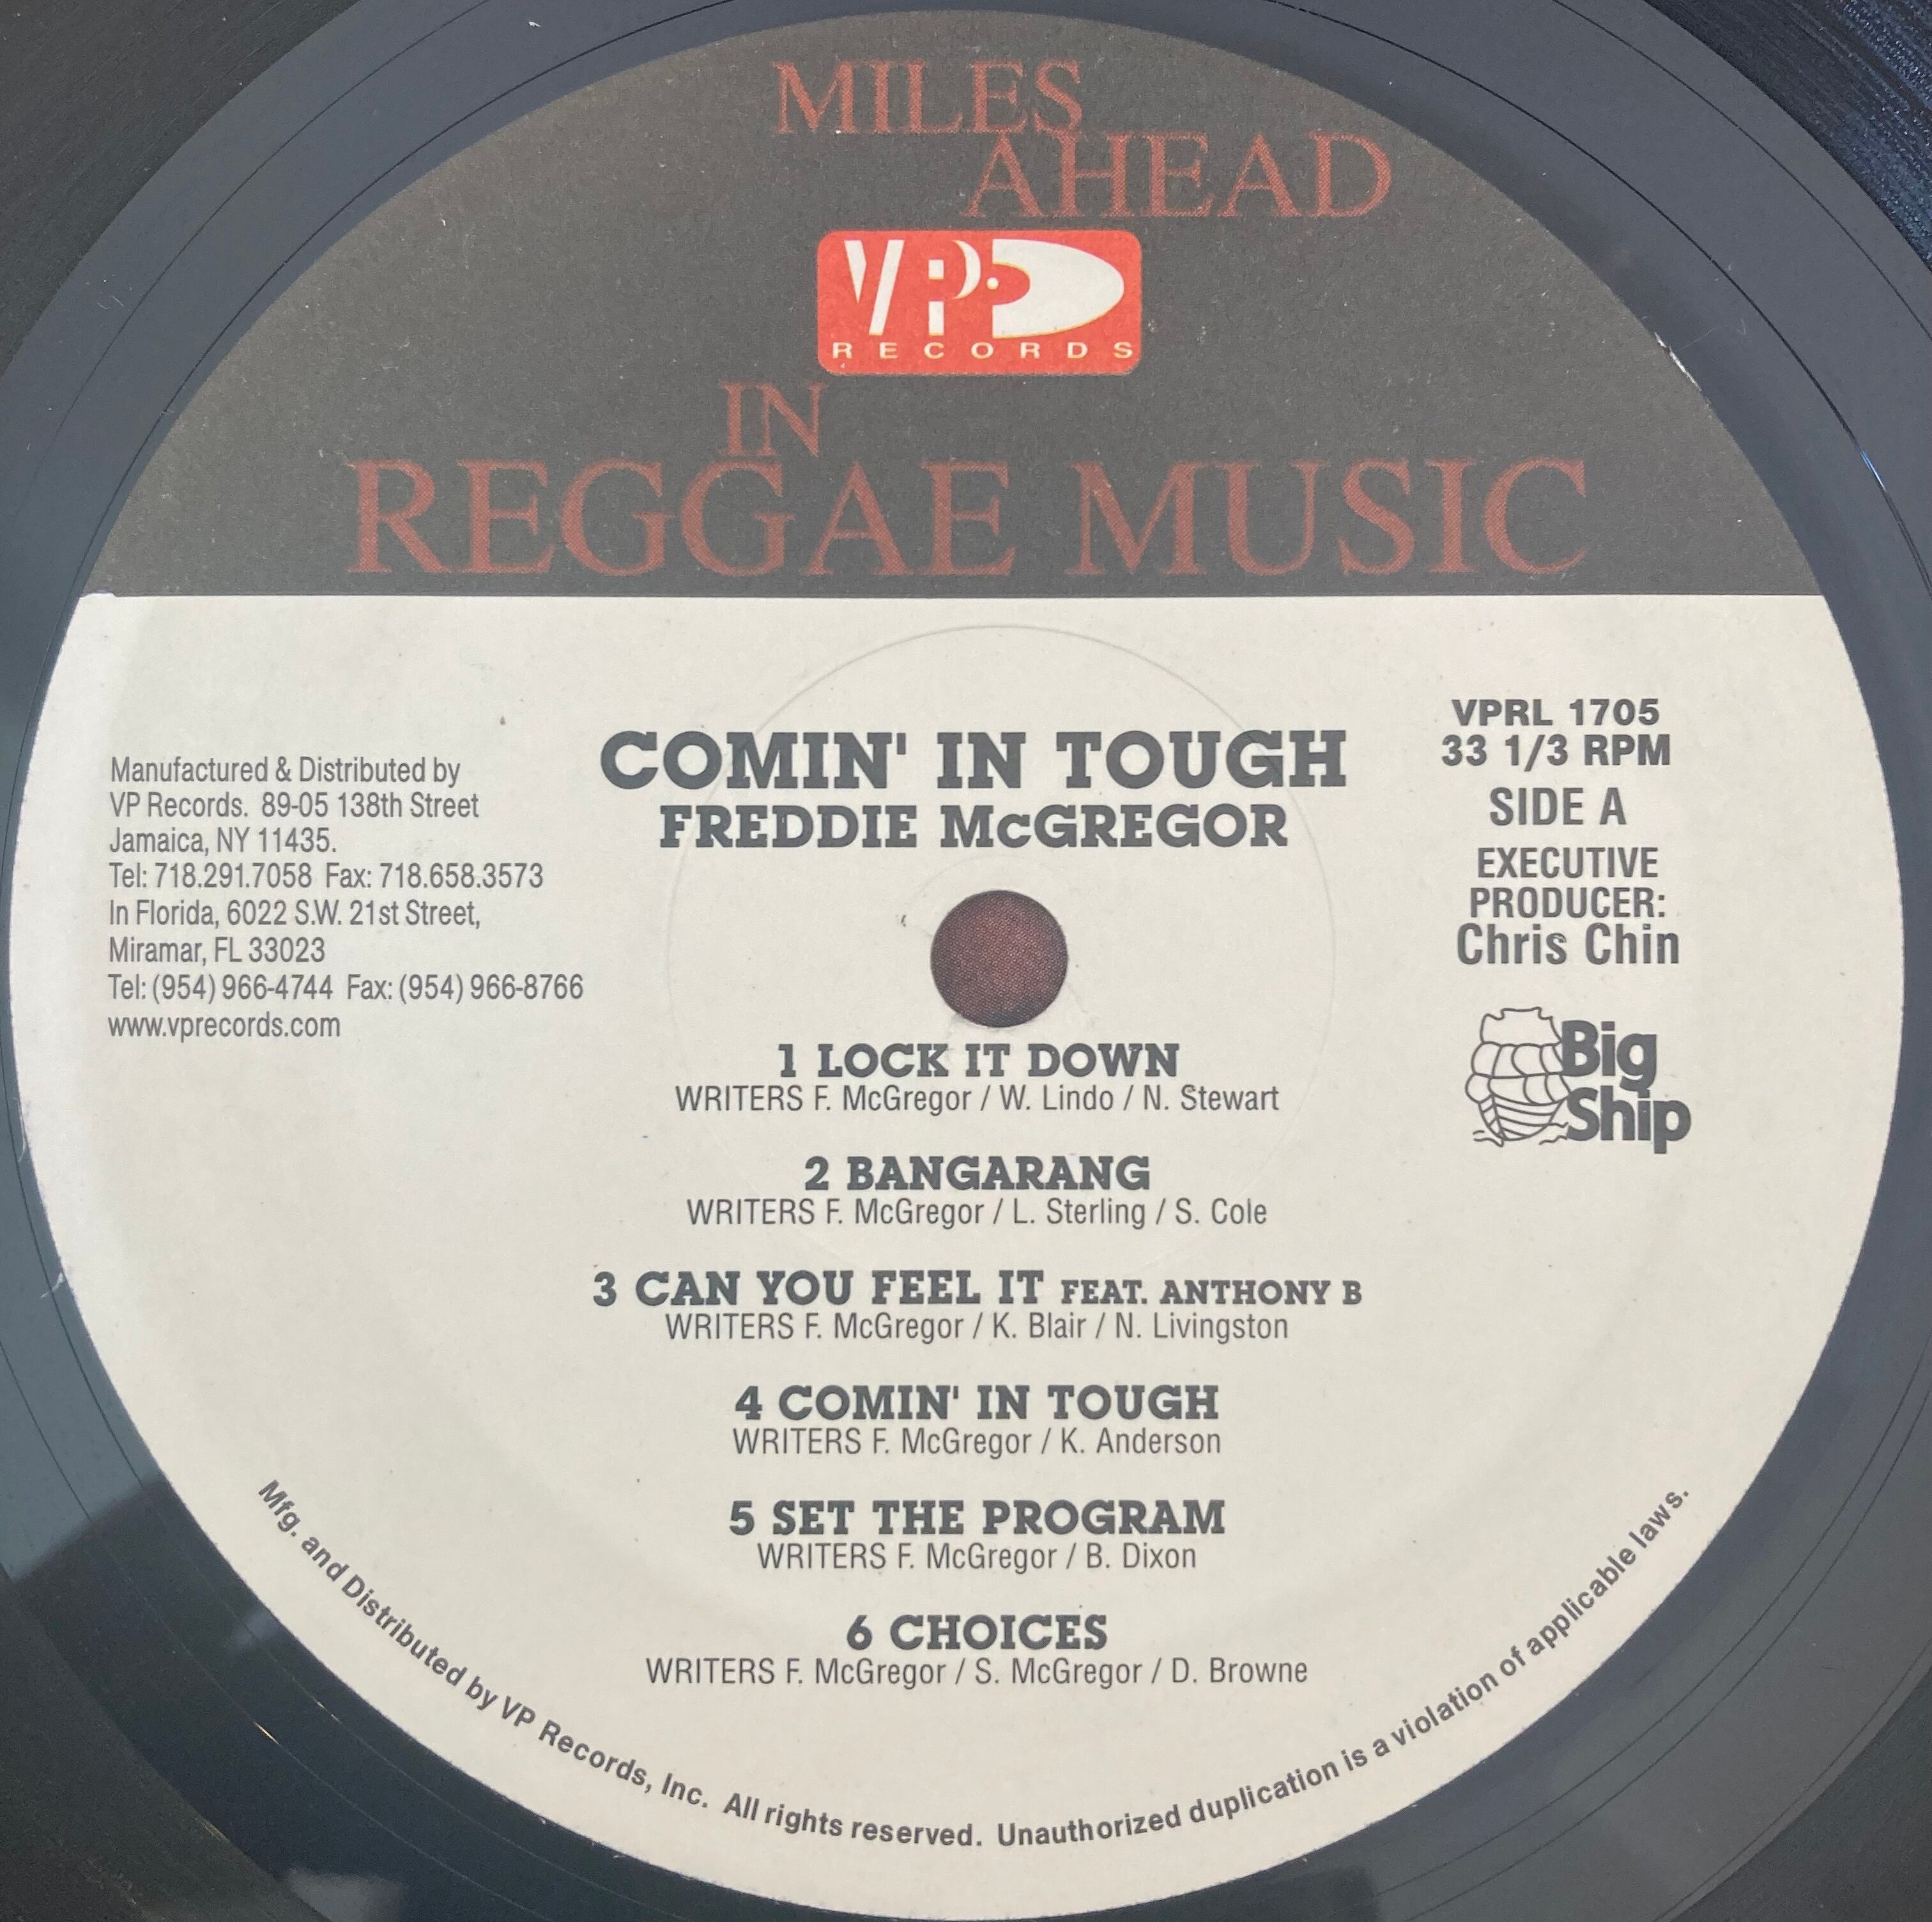 MILES
AHEAD
VP
RECORDS
IN
REGGAE MUSIC
Manufactured & Distributed by
VP Records.  89-05 138th Street
Jamaica, NY 11435.
Tel: 718.291.7058  Fax: 718.658.3573
In Florida, 6022 S.W. 21st Street,
Miramar, FL 33023
Tel: (954) 966-4744  Fax: (954) 966-8766
www.vprecords.com
COMIN' IN TOUGH
FREDDIE McGREGOR
VPRL 1705
33 1/3 RPM
SIDE A
EXECUTIVE
PRODUCER:
Chris Chin
Big
Ship
1 LOCK IT DOWN
WRITERS F. McGregor / W. Lindo / N. Stewart
2 BANGARANG
WRITERS F. McGregor / L. Sterling / S. Cole
3 CAN YOU FEEL IT FEAT. ANTHONY B
WRITERS F. McGregor / K. Blair / N. Livingston
4 COMIN' IN TOUGH
WRITERS F. McGregor / K. Anderson
5 SET THE PROGRAM
WRITERS F. McGregor / B. Dixon
6 CHOICES
WRITERS F. McGregor / S. McGregor / D. Browne
Mfg. and Distributed by VP Records, Inc.  All rights reserved.  Unauthorized duplication is a violation of applicable laws.